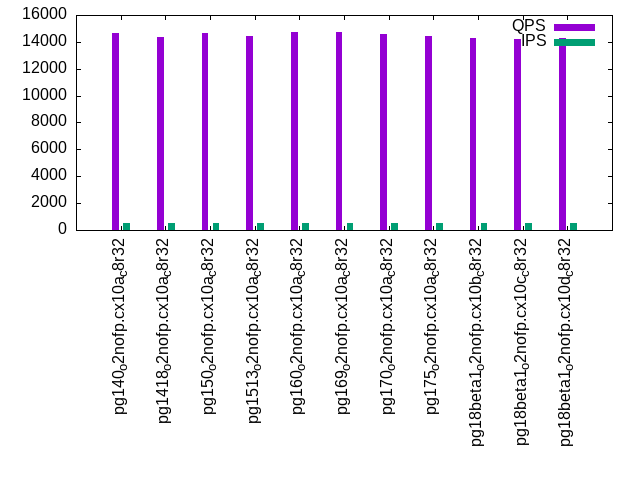 16000
14000
12000
10000
8000
6000
4000
2000
0
QPS
IPS
pg140o2nofp.cx10ac8r32
pg1418o2nofp.cx10ac8r32
pg150o2nofp.cx10ac8r32
pg1513o2nofp.cx10ac8r32
pg160o2nofp.cx10ac8r32
pg169o2nofp.cx10ac8r32
pg170o2nofp.cx10ac8r32
pg175o2nofp.cx10ac8r32
pg18beta1o2nofp.cx10bc8r32
pg18beta1o2nofp.cx10cc8r32
pg18beta1o2nofp.cx10dc8r32